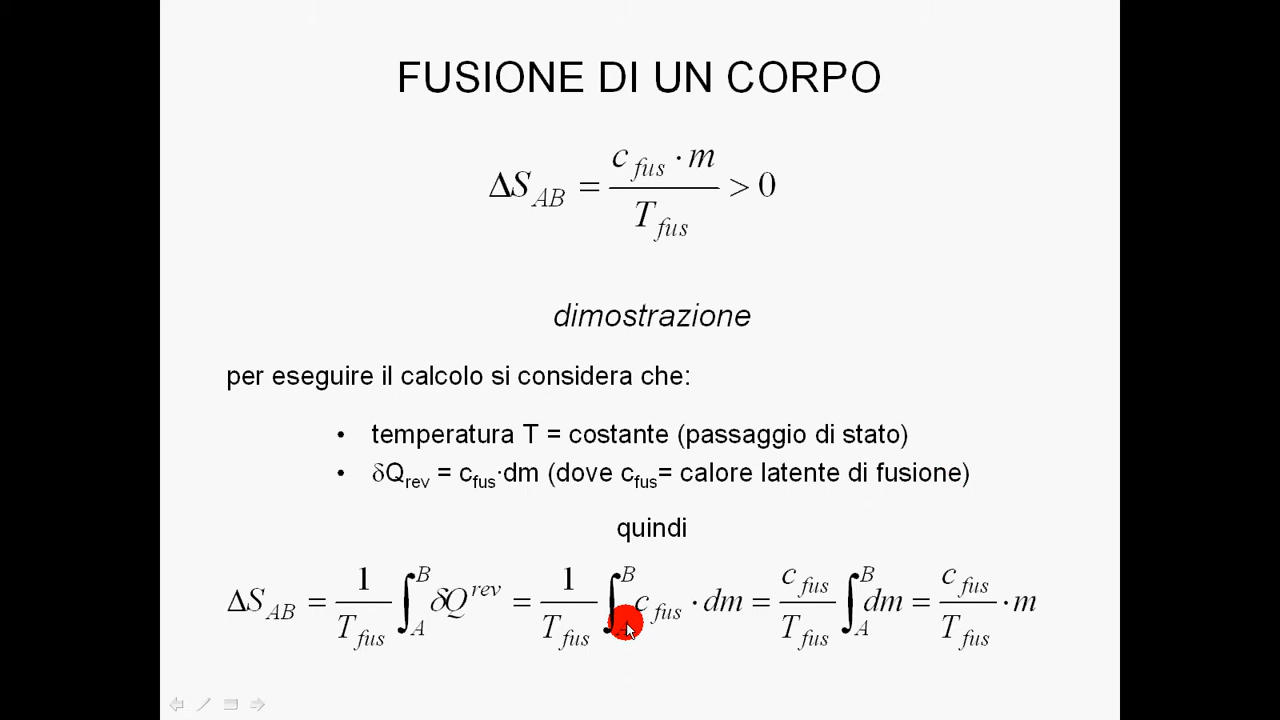 FUSIONE DI UN CORPO
ΔS_AB = (c_fus · m) / T_fus > 0
dimostrazione
per eseguire il calcolo si considera che:
• temperatura T = costante (passaggio di stato)
• δQ_rev = c_fus·dm (dove c_fus= calore latente di fusione)
quindi
ΔS_AB = 1/T_fus ∫_A^B δQ^rev = 1/T_fus ∫_A^B c_fus · dm = c_fus/T_fus ∫_A^B dm = c_fus/T_fus · m